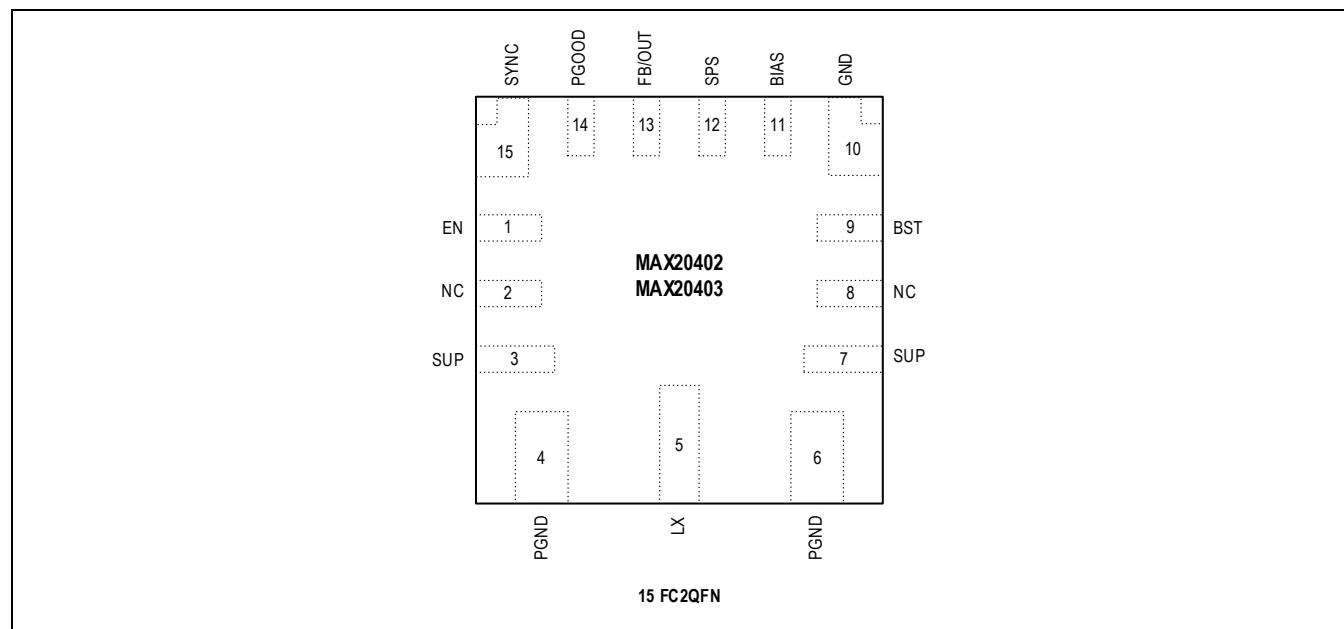 SYNC
PGOOD
FB/OUT
SPS
BIAS
GND
15
14
13
12
11
10
EN
1
9
BST
NC
2
8
NC
SUP
3
7
SUP
MAX20402
MAX20403
4
5
6
PGND
LX
PGND
15 FC2QFN